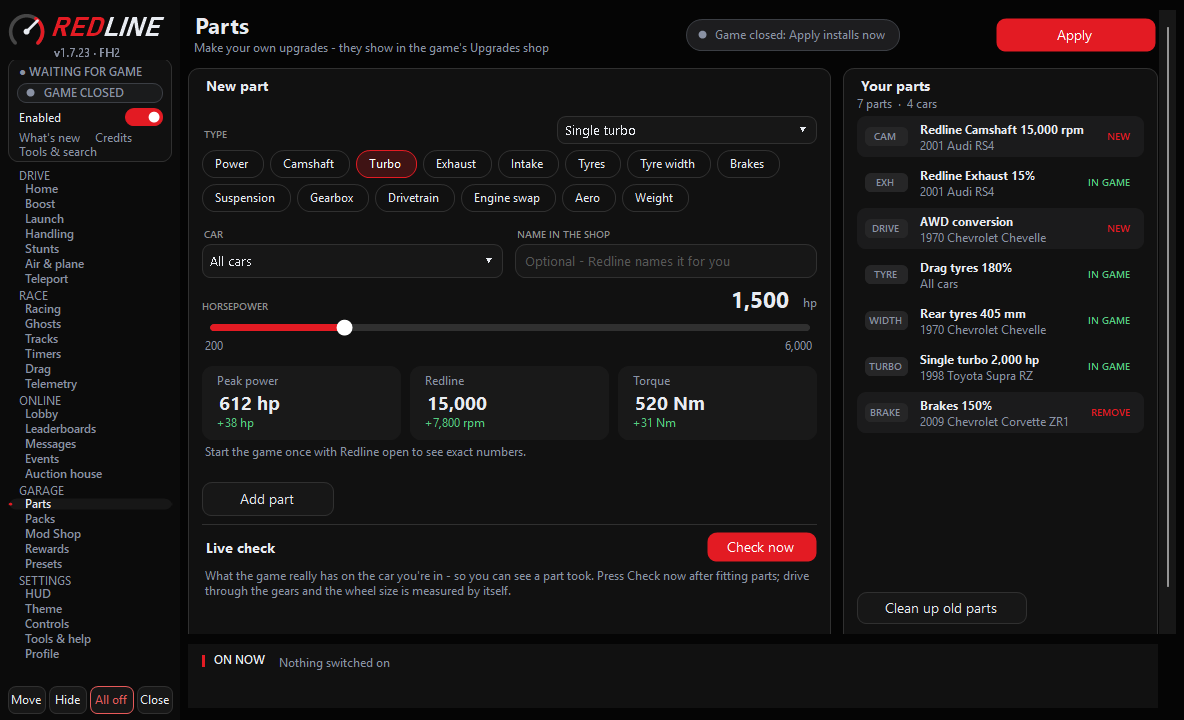 REDLINE
v1.7.23 · FH2
WAITING FOR GAME
GAME CLOSED
Enabled
What's new Credits
Tools & search
DRIVE
Home
Boost
Launch
Handling
Stunts
Air & plane
Teleport
RACE
Racing
Ghosts
Tracks
Timers
Drag
Telemetry
ONLINE
Lobby
Leaderboards
Messages
Events
Auction house
GARAGE
Parts
Packs
Mod Shop
Rewards
Presets
SETTINGS
HUD
Theme
Controls
Tools & help
Profile
Move Hide All off Close
Parts
Make your own upgrades - they show in the game's Upgrades shop
Game closed: Apply installs now
Apply
New part
TYPE
Single turbo
Power Camshaft Turbo Exhaust Intake Tyres Tyre width Brakes
Suspension Gearbox Drivetrain Engine swap Aero Weight
CAR
All cars
NAME IN THE SHOP
Optional - Redline names it for you
HORSEPOWER
1,500 hp
200 6,000
Peak power
612 hp
+38 hp
Redline
15,000
+7,800 rpm
Torque
520 Nm
+31 Nm
Start the game once with Redline open to see exact numbers.
Add part
Live check
Check now
What the game really has on the car you're in - so you can see a part took. Press Check now after fitting parts; drive
through the gears and the wheel size is measured by itself.
Your parts
7 parts · 4 cars
CAM
Redline Camshaft 15,000 rpm
2001 Audi RS4
NEW
EXH
Redline Exhaust 15%
2001 Audi RS4
IN GAME
DRIVE
AWD conversion
1970 Chevrolet Chevelle
NEW
TYRE
Drag tyres 180%
All cars
IN GAME
WIDTH
Rear tyres 405 mm
1970 Chevrolet Chevelle
IN GAME
TURBO
Single turbo 2,000 hp
1998 Toyota Supra RZ
IN GAME
BRAKE
Brakes 150%
2009 Chevrolet Corvette ZR1
REMOVE
Clean up old parts
ON NOW Nothing switched on